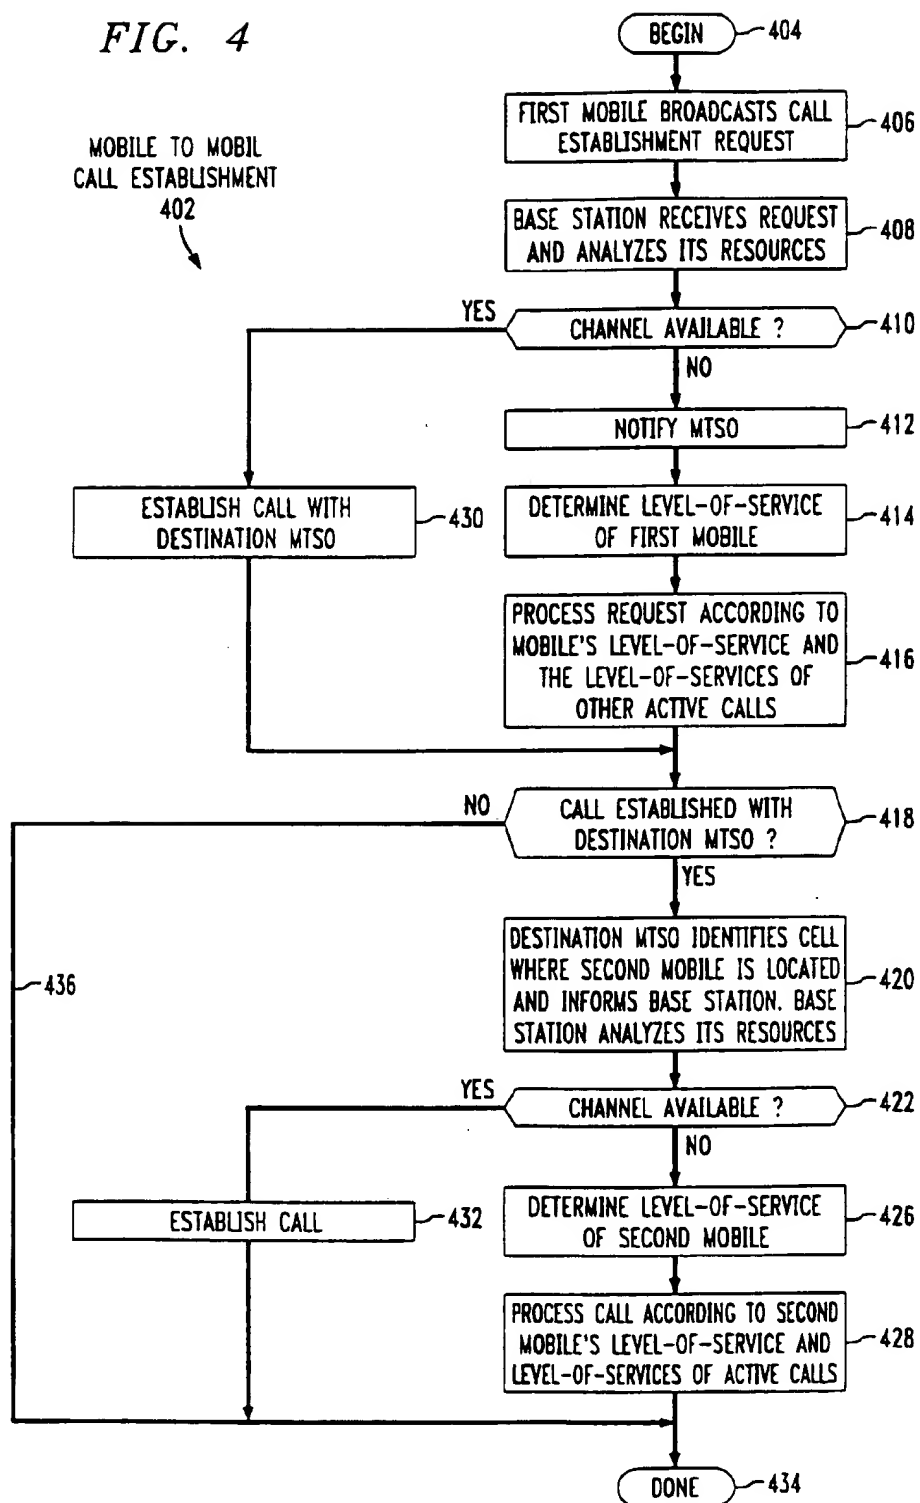 FIG. 4
BEGIN
404
FIRST MOBILE BROADCASTS CALL
ESTABLISHMENT REQUEST
406
MOBILE TO MOBIL
CALL ESTABLISHMENT
402
BASE STATION RECEIVES REQUEST
AND ANALYZES ITS RESOURCES
408
YES
CHANNEL AVAILABLE ?
410
NO
NOTIFY MTSO
412
ESTABLISH CALL WITH
DESTINATION MTSO
430
DETERMINE LEVEL-OF-SERVICE
OF FIRST MOBILE
414
PROCESS REQUEST ACCORDING TO
MOBILE'S LEVEL-OF-SERVICE AND
THE LEVEL-OF-SERVICES OF
OTHER ACTIVE CALLS
416
NO
CALL ESTABLISHED WITH
DESTINATION MTSO ?
418
YES
DESTINATION MTSO IDENTIFIES CELL
WHERE SECOND MOBILE IS LOCATED
AND INFORMS BASE STATION. BASE
STATION ANALYZES ITS RESOURCES
420
436
YES
CHANNEL AVAILABLE ?
422
NO
ESTABLISH CALL
432
DETERMINE LEVEL-OF-SERVICE
OF SECOND MOBILE
426
PROCESS CALL ACCORDING TO SECOND
MOBILE'S LEVEL-OF-SERVICE AND
LEVEL-OF-SERVICES OF ACTIVE CALLS
428
DONE
434